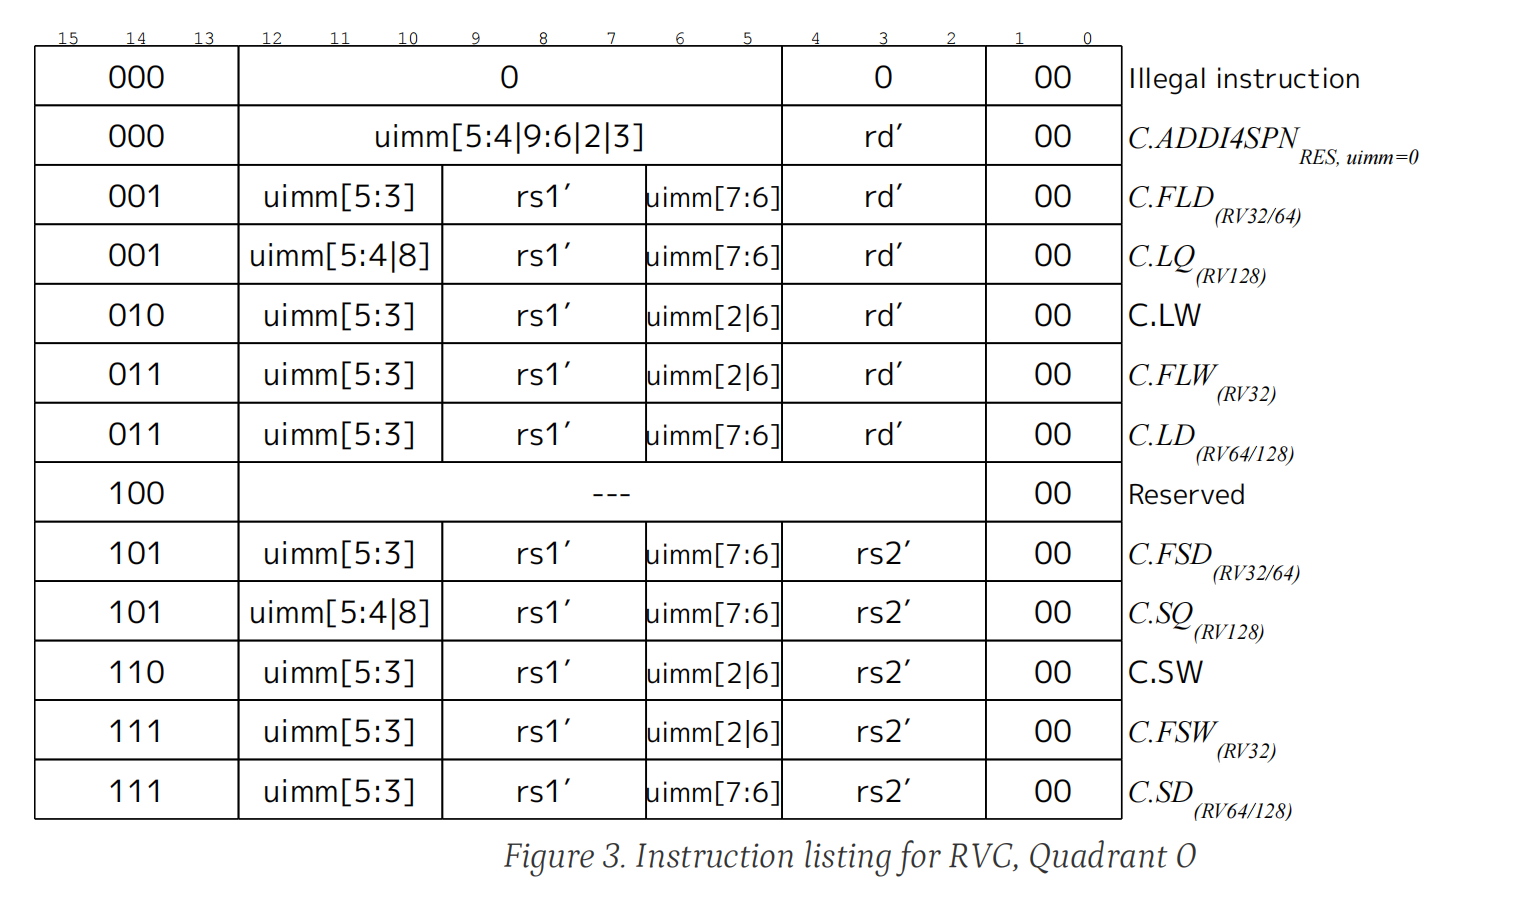 15 14 13 12 11 10 9 8 7 6 5 4 3 2 1 0
000 0 0 00 Illegal instruction
000 uimm[5:4|9:6|2|3] rd′ 00 C.ADDI4SPN RES, uimm=0
001 uimm[5:3] rs1′ uimm[7:6] rd′ 00 C.FLD (RV32/64)
001 uimm[5:4|8] rs1′ uimm[7:6] rd′ 00 C.LQ (RV128)
010 uimm[5:3] rs1′ uimm[2|6] rd′ 00 C.LW
011 uimm[5:3] rs1′ uimm[2|6] rd′ 00 C.FLW (RV32)
011 uimm[5:3] rs1′ uimm[7:6] rd′ 00 C.LD (RV64/128)
100 --- 00 Reserved
101 uimm[5:3] rs1′ uimm[7:6] rs2′ 00 C.FSD (RV32/64)
101 uimm[5:4|8] rs1′ uimm[7:6] rs2′ 00 C.SQ (RV128)
110 uimm[5:3] rs1′ uimm[2|6] rs2′ 00 C.SW
111 uimm[5:3] rs1′ uimm[2|6] rs2′ 00 C.FSW (RV32)
111 uimm[5:3] rs1′ uimm[7:6] rs2′ 00 C.SD (RV64/128)
Figure 3. Instruction listing for RVC, Quadrant 0